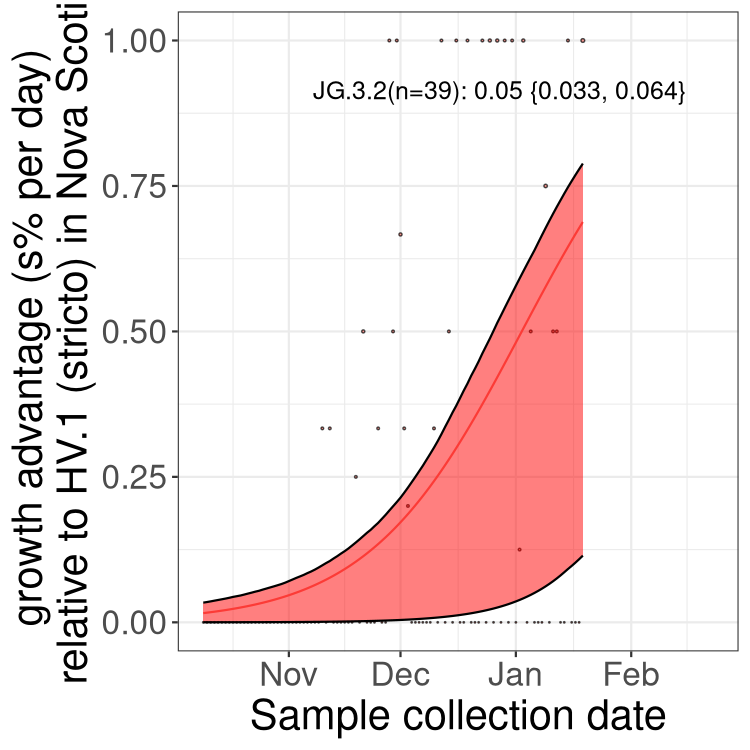 growth advantage (s% per day)
relative to HV.1 (stricto) in Nova Scoti
1.00
0.75
0.50
0.25
0.00
JG.3.2(n=39): 0.05 {0.033, 0.064}
Nov Dec Jan Feb
Sample collection date